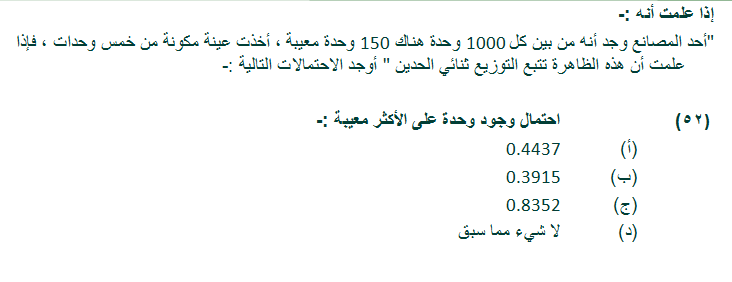 إذا علمت أنه :-
"أحد المصانع وجد أنه من بين كل 1000 وحدة هناك 150 وحدة معيبة ، أخذت عينة مكونة من خمس وحدات ، فإذا
علمت أن هذه الظاهرة تتبع التوزيع ثنائي الحدين " أوجد الاحتمالات التالية :-
(٥٢) احتمال وجود وحدة على الأكثر معيبة :-
(أ) 0.4437
(ب) 0.3915
(ج) 0.8352
(د) لا شيء مما سبق